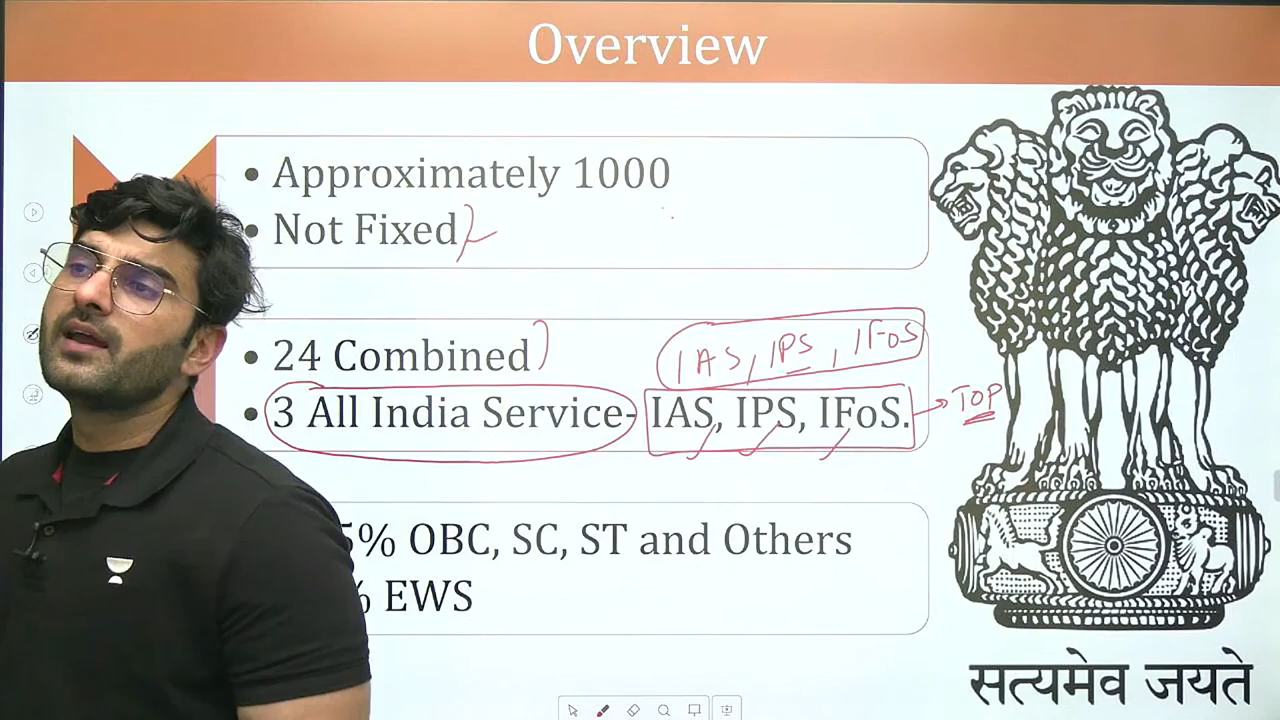 Overview
• Approximately 1000
• Not Fixed
• 24 Combined
IAS, IPS, IFoS
• 3 All India Service- IAS, IPS, IFoS.
TOP
5% OBC, SC, ST and Others
% EWS
सत्यमेव जयते